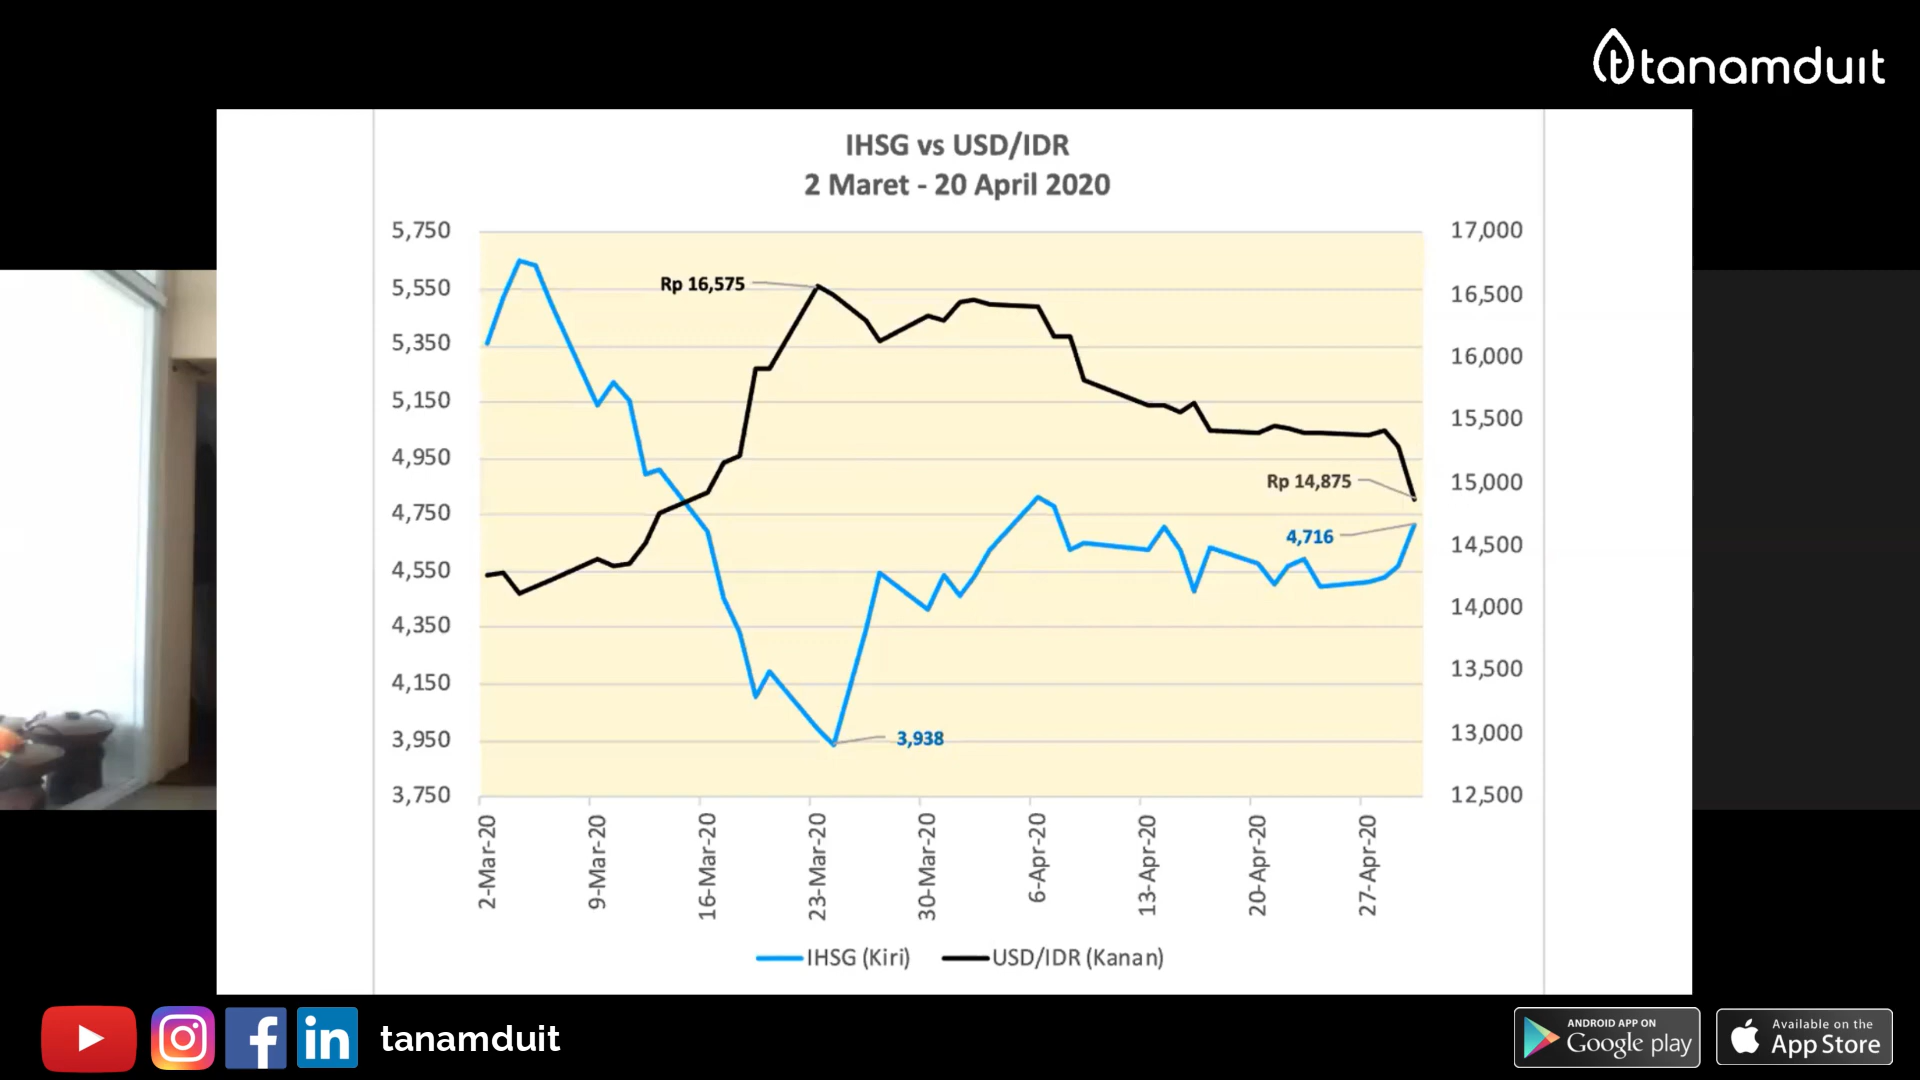 tanamduit
IHSG vs USD/IDR
2 Maret - 20 April 2020
5,750
5,550
5,350
5,150
4,950
4,750
4,550
4,350
4,150
3,950
3,750
17,000
16,500
16,000
15,500
15,000
14,500
14,000
13,500
13,000
12,500
Rp 16,575
Rp 14,875
4,716
3,938
2-Mar-20
9-Mar-20
16-Mar-20
23-Mar-20
30-Mar-20
6-Apr-20
13-Apr-20
20-Apr-20
27-Apr-20
IHSG (Kiri)
USD/IDR (Kanan)
in
tanamduit
ANDROID APP ON
Google play
Available on the
App Store